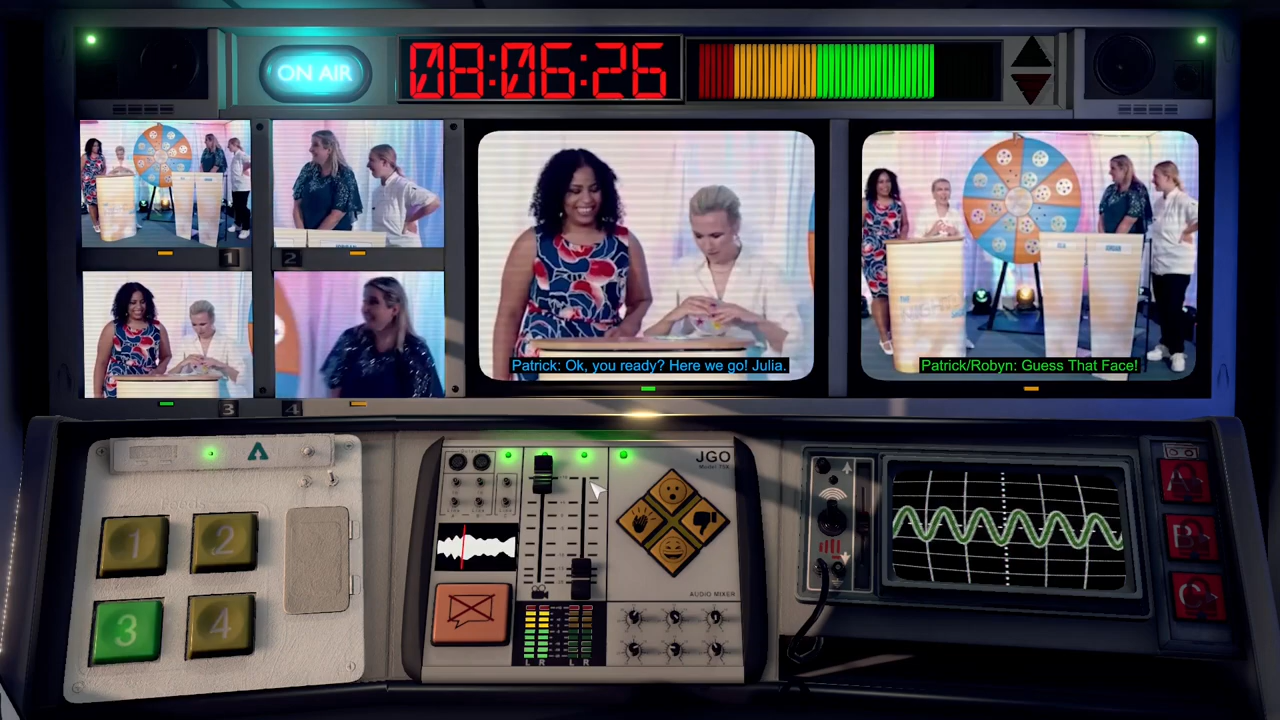 ON AIR
08:06:26
1
2
3
4
Patrick: Ok, you ready? Here we go! Julia.
Patrick/Robyn: Guess That Face!
1
2
3
4
JGO
AUDIO MIXER
L R L R
A
B
C